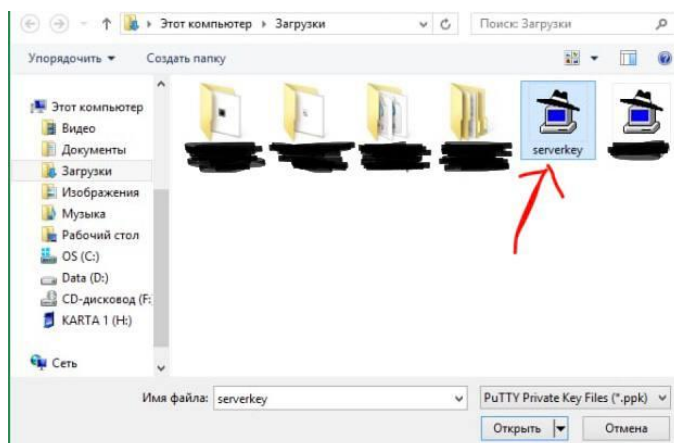 Этот компьютер Загрузки
Поиск: Загрузки
Упорядочить
Создать папку
Этот компьютер
Видео
Документы
Загрузки
Изображения
Музыка
Рабочий стол
OS (C:)
Data (D:)
CD-дисковод (F:
KARTA 1 (H:)
Сеть
serverkey
Имя файла: serverkey
PuTTY Private Key Files (*.ppk)
Открыть
Отмена